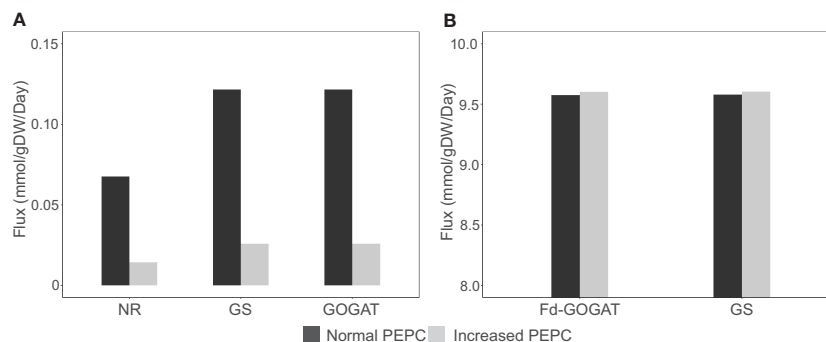 A
Flux (mmol/gDW/Day)
0.15
0.10
0.05
0
NR GS GOGAT
B
Flux (mmol/gDW/Day)
10.0
9.5
9.0
8.5
8.0
Fd-GOGAT GS
Normal PEPC Increased PEPC